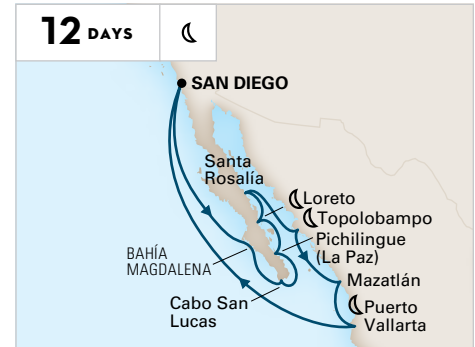 12 DAYS
SAN DIEGO
Santa
Rosalía
Loreto
Topolobampo
Pichilingue
(La Paz)
BAHÍA
MAGDALENA
Mazatlán
Cabo San
Lucas
Puerto
Vallarta